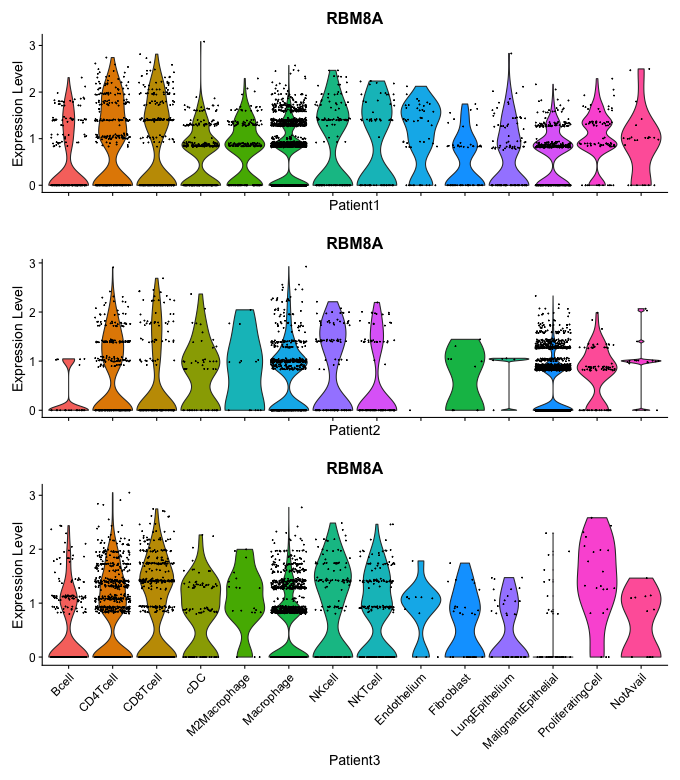 RBM8A
Expression Level
3
2
1
0
Patient1
RBM8A
Expression Level
3
2
1
0
Patient2
RBM8A
Expression Level
3
2
1
0
Bcell
CD4Tcell
CD8Tcell
cDC
M2Macrophage
Macrophage
NKcell
NKTcell
Endothelium
Fibroblast
LungEpithelium
MalignantEpithelial
ProliferatingCell
NotAvail
Patient3